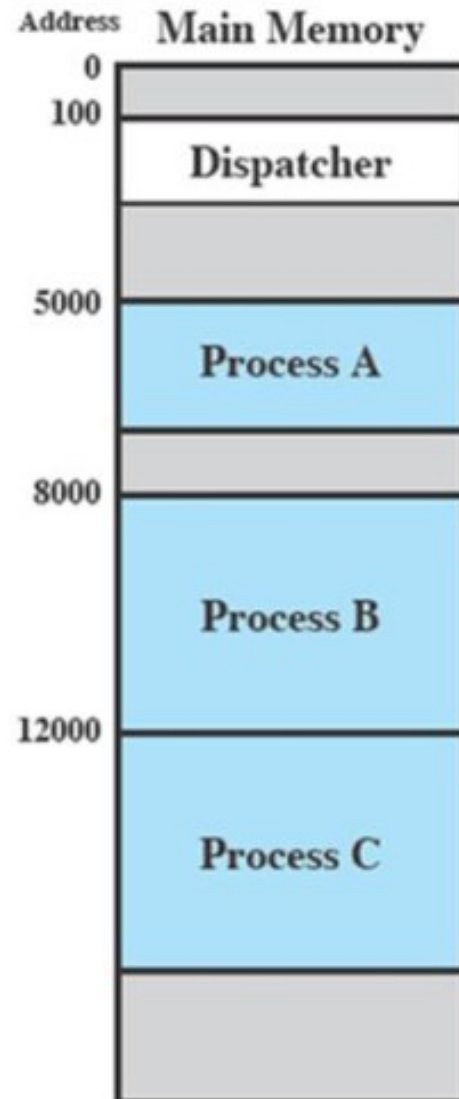 Address Main Memory
0
100
Dispatcher
5000
Process A
8000
Process B
12000
Process C